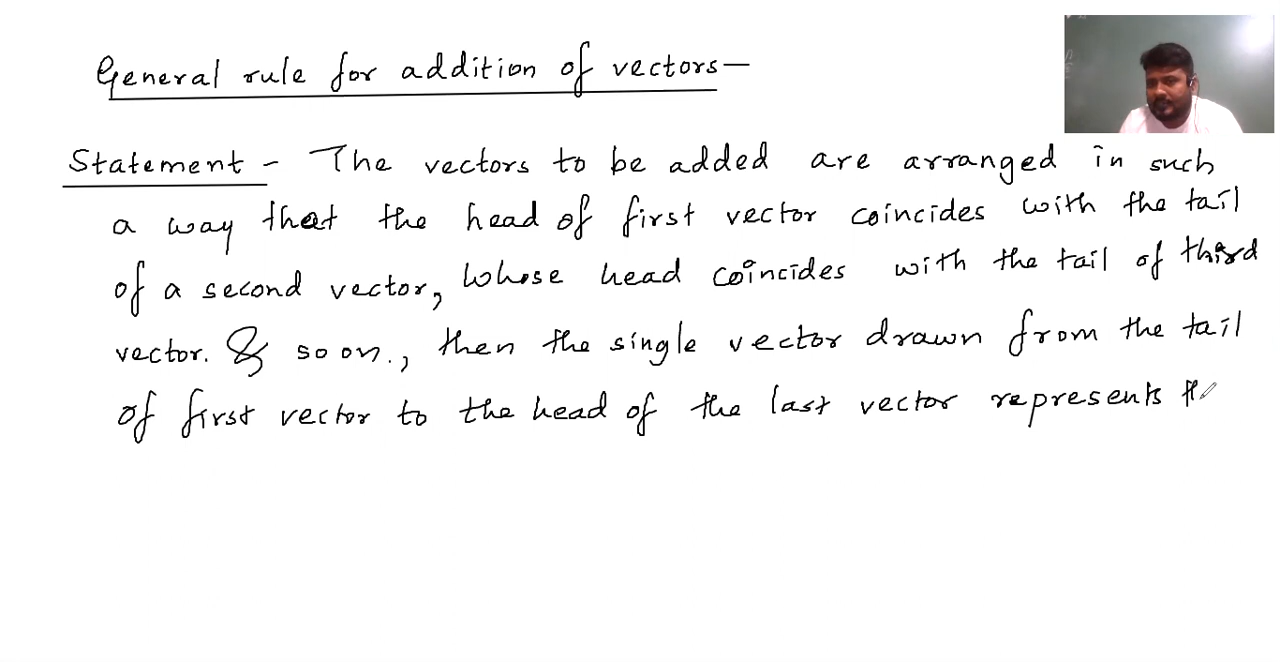 General rule for addition of vectors—
Statement - The vectors to be added are arranged in such
a way that the head of first vector coincides with the tail
of a second vector, whose head coincides with the tail of third
vector. & so on., then the single vector drawn from the tail
of first vector to the head of the last vector represents